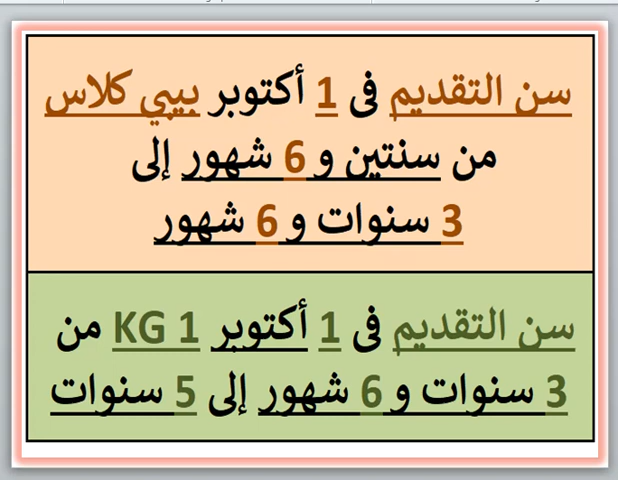 سن التقديم فى 1 أكتوبر بيبي كلاس
من سنتين و 6 شهور إلى
3 سنوات و 6 شهور
سن التقديم فى 1 أكتوبر KG 1 من
3 سنوات و 6 شهور إلى 5 سنوات